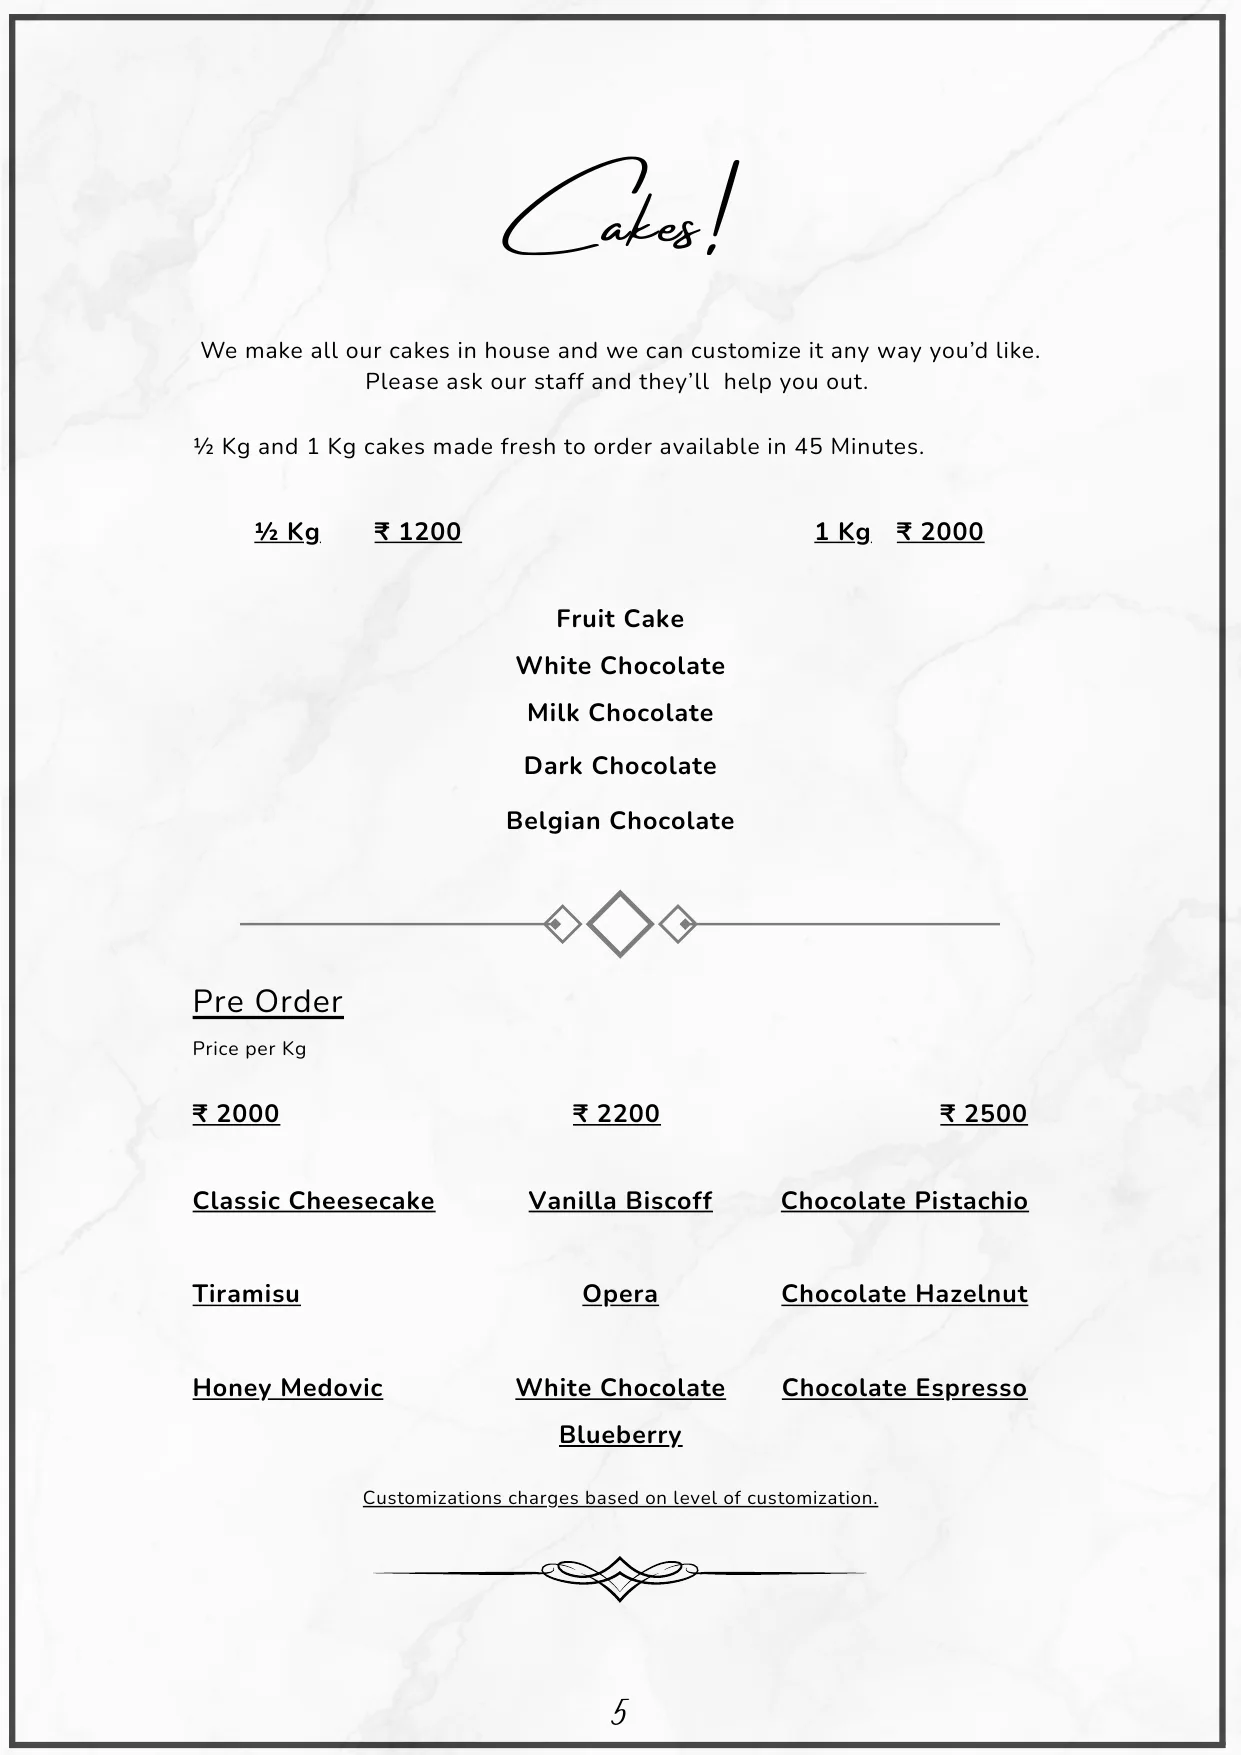 Cakes!
We make all our cakes in house and we can customize it any way you’d like.
Please ask our staff and they’ll  help you out.
½ Kg and 1 Kg cakes made fresh to order available in 45 Minutes.
½ Kg ₹ 1200 1 Kg ₹ 2000
Fruit Cake
White Chocolate
Milk Chocolate
Dark Chocolate
Belgian Chocolate
Pre Order
Price per Kg
₹ 2000 ₹ 2200 ₹ 2500
Classic Cheesecake Vanilla Biscoff Chocolate Pistachio
Tiramisu Opera Chocolate Hazelnut
Honey Medovic White Chocolate Chocolate Espresso
Blueberry
Customizations charges based on level of customization.
5